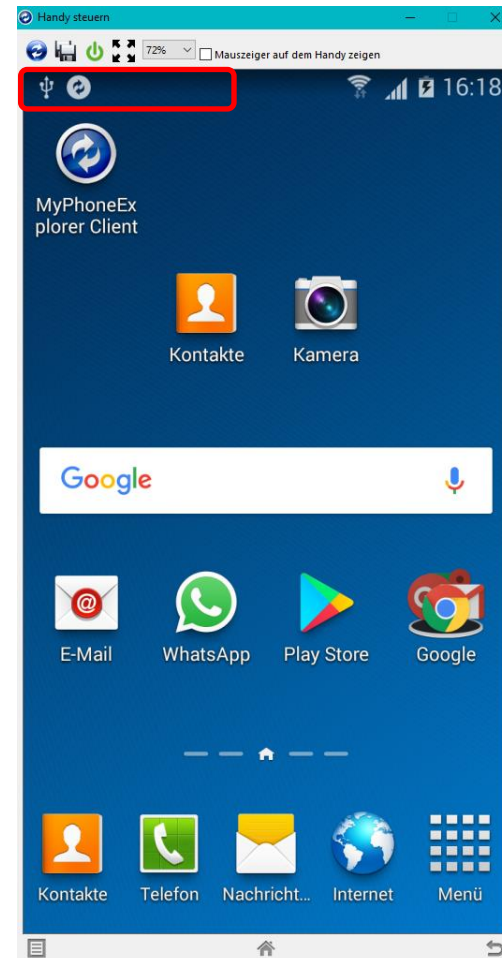 Handy steuern
72% Mauszeiger auf dem Handy zeigen
16:18
MyPhoneEx
plorer Client
Kontakte Kamera
Google
@
E-Mail WhatsApp Play Store Google
Kontakte Telefon Nachricht... Internet Menü